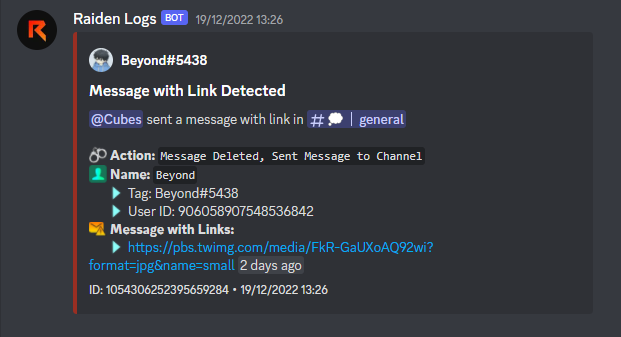 Raiden Logs BOT 19/12/2022 13:26
Beyond#5438
Message with Link Detected
@Cubes sent a message with link in # 💭 | general
Action: Message Deleted, Sent Message to Channel
Name: Beyond
Tag: Beyond#5438
User ID: 906058907548536842
Message with Links:
https://pbs.twimg.com/media/FkR-GaUXoAQ92wi?
format=jpg&name=small 2 days ago
ID: 1054306252395659284 • 19/12/2022 13:26